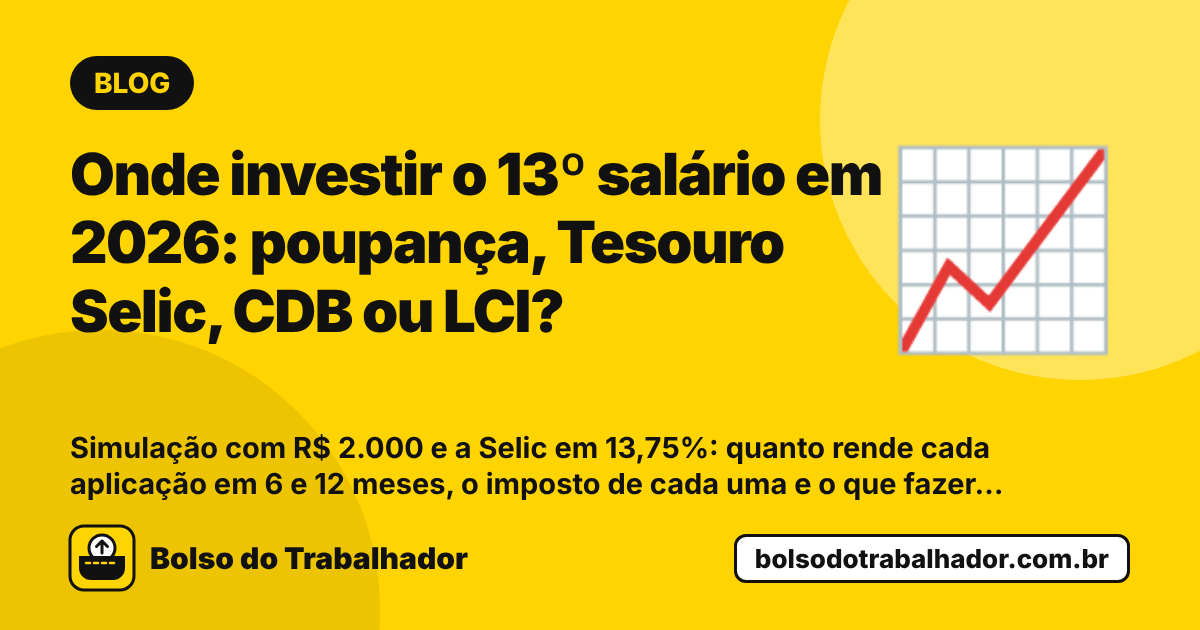 BLOG
Onde investir o 13º salário em
2026: poupança, Tesouro
Selic, CDB ou LCI?
Simulação com R$ 2.000 e a Selic em 13,75%: quanto rende cada
aplicação em 6 e 12 meses, o imposto de cada uma e o que fazer...
Bolso do Trabalhador
bolsodotrabalhador.com.br